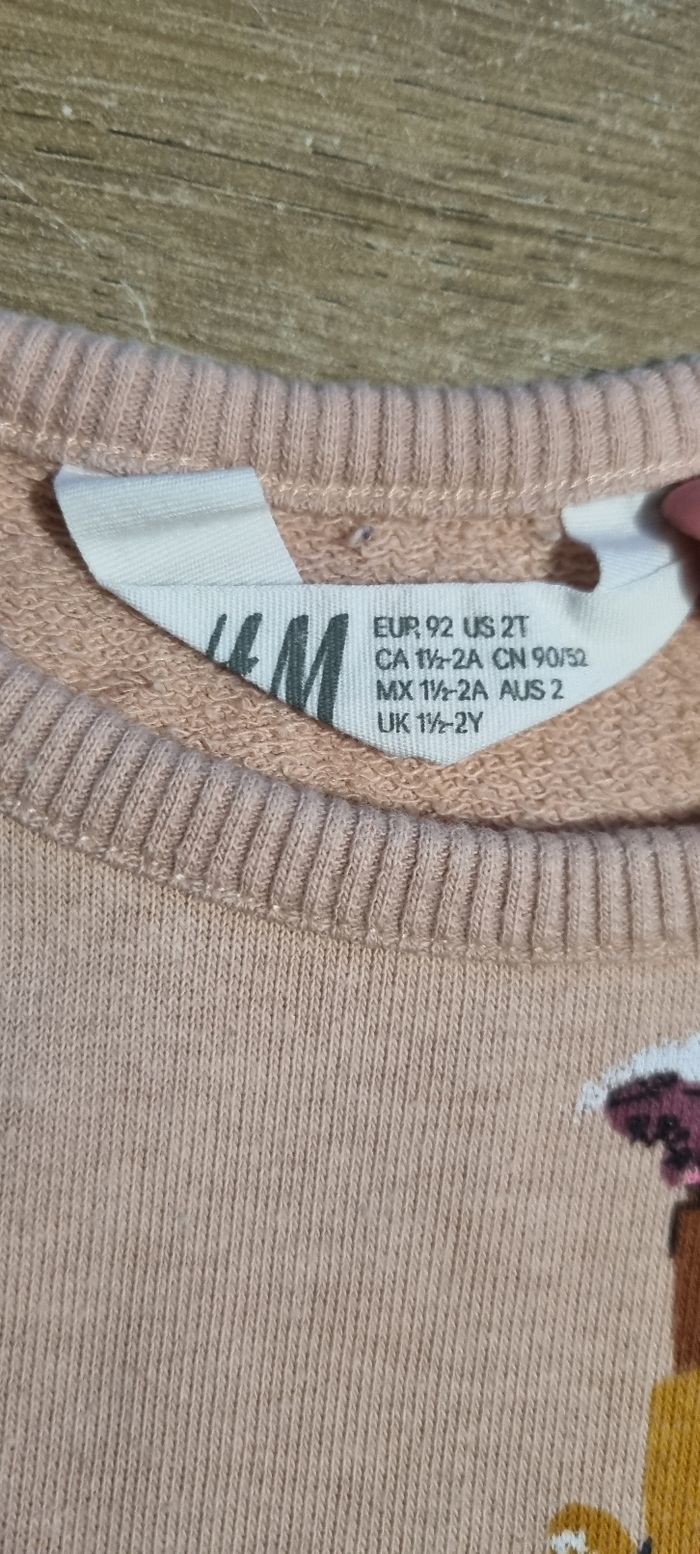 H&M
EUR. 92 US 2T
CA 1½-2A CN 90/52
MX 1½-2A AUS 2
UK 1½-2Y